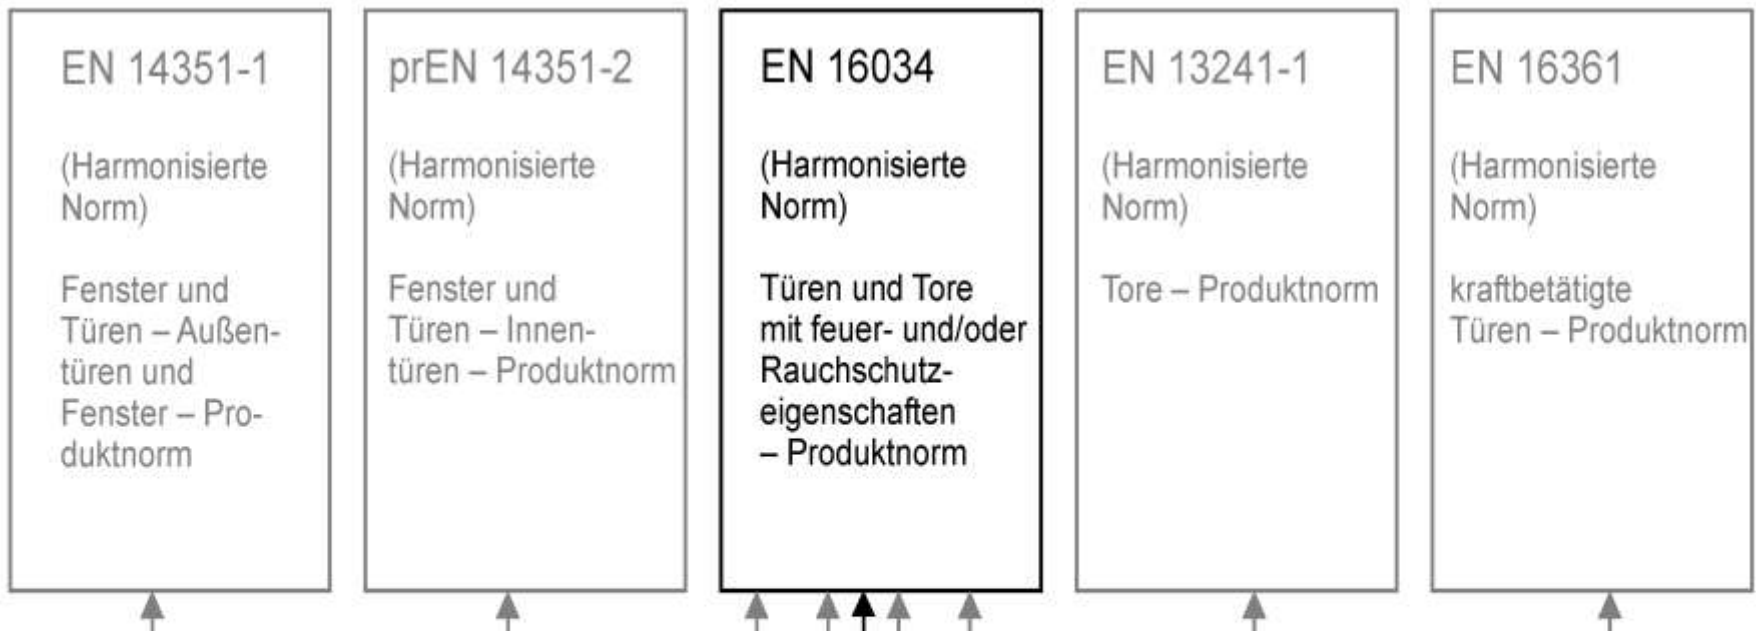 EN 14351-1
(Harmonisierte
Norm)
Fenster und
Türen – Außen-
türen und
Fenster – Pro-
duktnorm
prEN 14351-2
(Harmonisierte
Norm)
Fenster und
Türen – Innen-
türen – Produktnorm
EN 16034
(Harmonisierte
Norm)
Türen und Tore
mit feuer- und/oder
Rauchschutz-
eigenschaften
– Produktnorm
EN 13241-1
(Harmonisierte
Norm)
Tore – Produktnorm
EN 16361
(Harmonisierte
Norm)
kraftbetätigte
Türen – Produktnorm